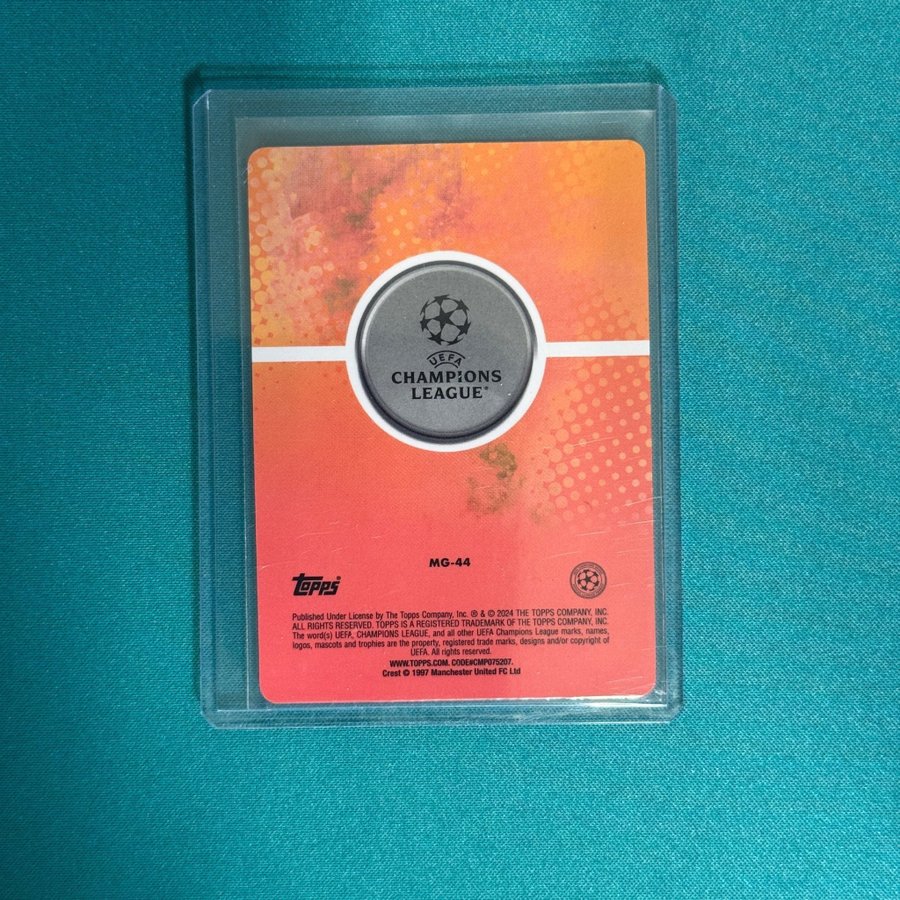 UEFA
CHAMPIONS
LEAGUE®
MG-44
Topps®
Published Under License by The Topps Company, Inc. ® & © 2024 THE TOPPS COMPANY, INC.
ALL RIGHTS RESERVED. TOPPS IS A REGISTERED TRADEMARK OF THE TOPPS COMPANY, INC.
The word(s) UEFA, CHAMPIONS LEAGUE, and all other UEFA Champions League marks, names,
logos, mascots and trophies are the property, registered trade marks, designs and/or copyright of
UEFA. All rights reserved.
WWW.TOPPS.COM. CODE#CMP075207.
Crest © 1997 Manchester United FC Ltd